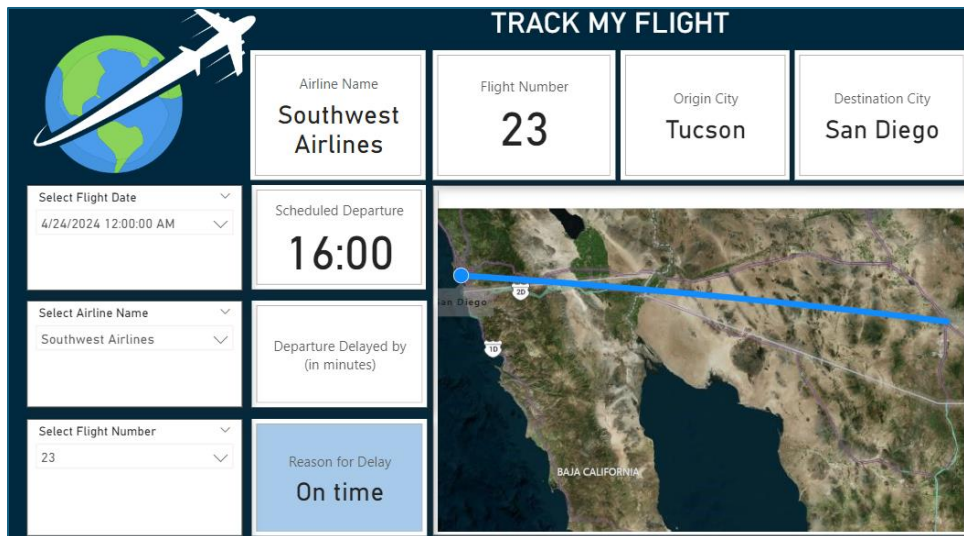 TRACK MY FLIGHT
Airline Name
Southwest
Airlines
Flight Number
23
Origin City
Tucson
Destination City
San Diego
Select Flight Date
4/24/2024 12:00:00 AM
Scheduled Departure
16:00
Select Airline Name
Southwest Airlines
Departure Delayed by
(in minutes)
Select Flight Number
23
Reason for Delay
On time
San Diego
2D
1D
BAJA CALIFORNIA